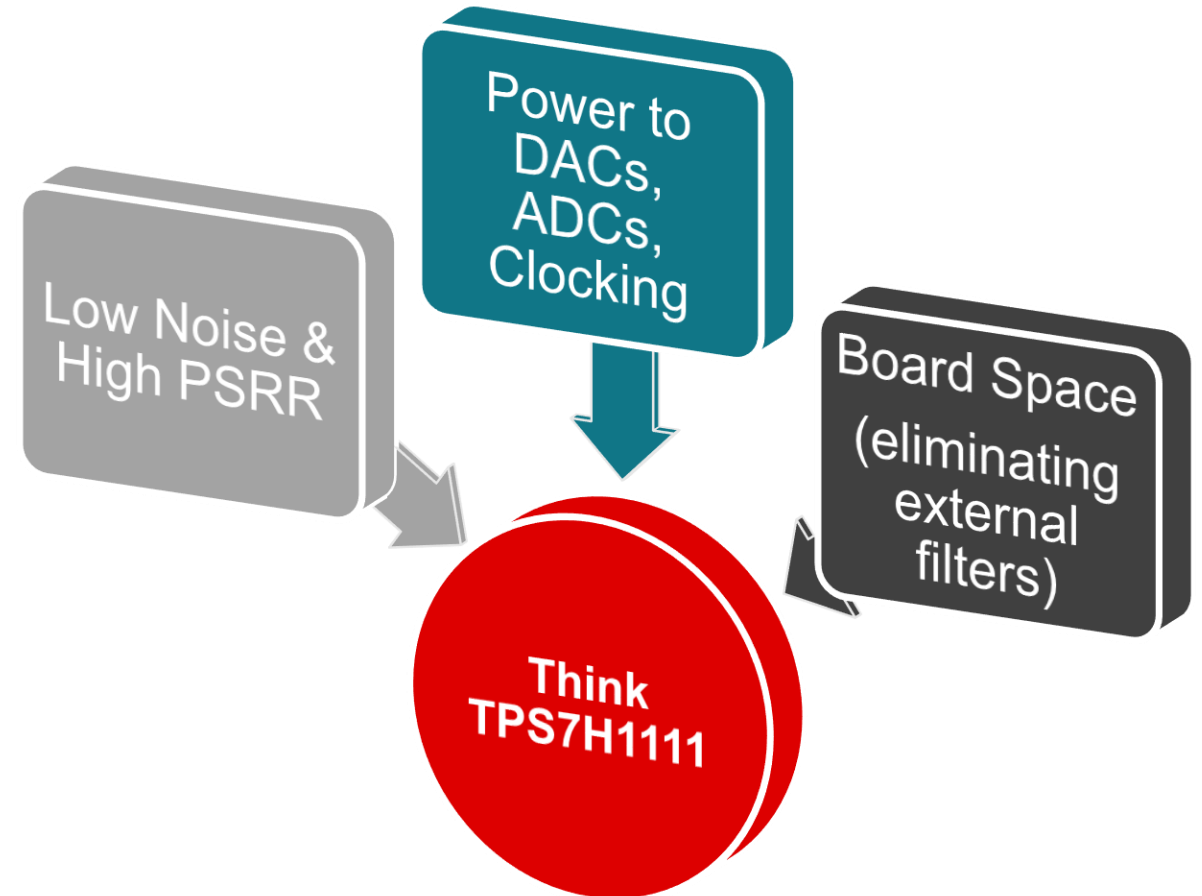 Low Noise &
High PSRR
Power to
DACs,
ADCs,
Clocking
Board Space
(eliminating
external
filters)
Think
TPS7H1111